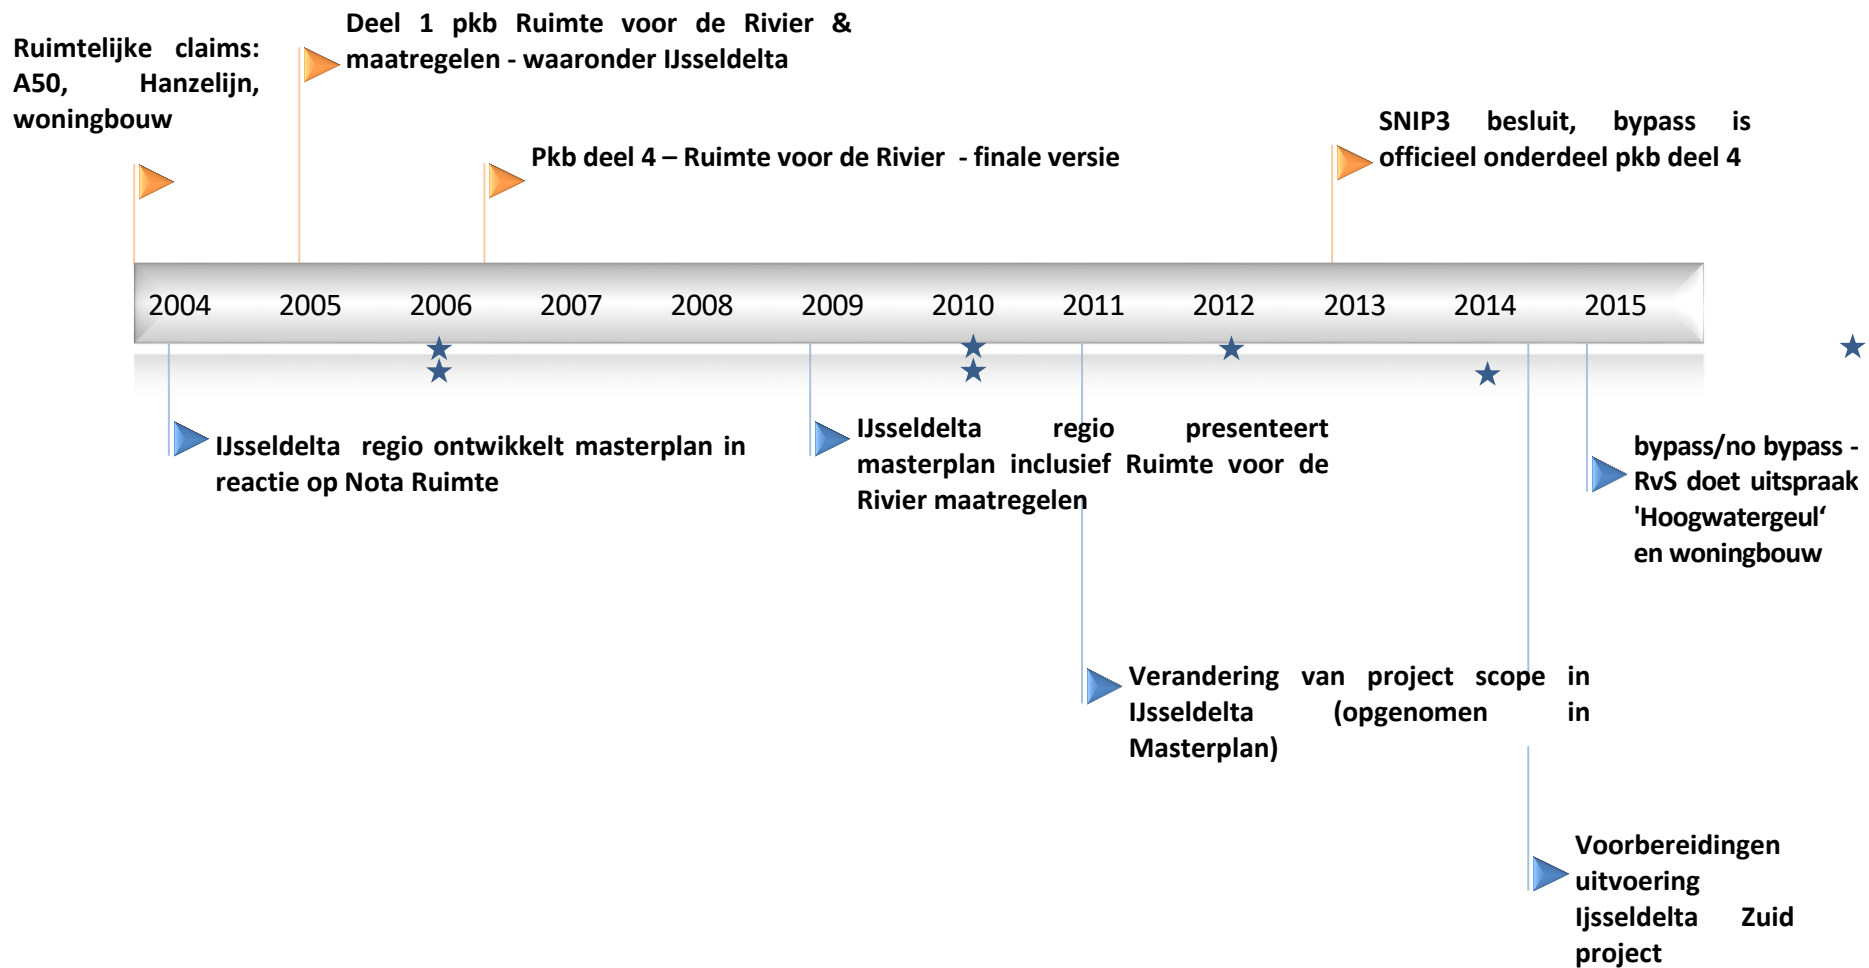 Ruimtelijke claims:
A50, Hanzelijn,
woningbouw
Deel 1 pkb Ruimte voor de Rivier &
maatregelen - waaronder IJsseldelta
Pkb deel 4 – Ruimte voor de Rivier - finale versie
SNIP3 besluit, bypass is
officieel onderdeel pkb deel 4
2004 2005 2006 2007 2008 2009 2010 2011 2012 2013 2014 2015
IJsseldelta regio ontwikkelt masterplan in
reactie op Nota Ruimte
IJsseldelta regio presenteert
masterplan inclusief Ruimte voor de
Rivier maatregelen
bypass/no bypass -
RvS doet uitspraak
'Hoogwatergeul‘
en woningbouw
Verandering van project scope in
IJsseldelta (opgenomen in
Masterplan)
Voorbereidingen
uitvoering
Ijsseldelta Zuid
project